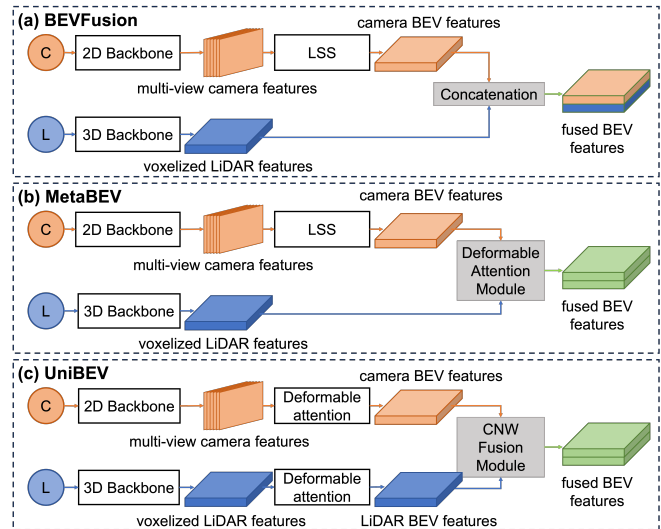 (a) BEVFusion
camera BEV features
C
2D Backbone
LSS
multi-view camera features
Concatenation
L
3D Backbone
fused BEV
features
voxelized LiDAR features
(b) MetaBEV
camera BEV features
C
2D Backbone
LSS
multi-view camera features
Deformable
Attention
Module
L
3D Backbone
fused BEV
features
voxelized LiDAR features
(c) UniBEV
camera BEV features
C
2D Backbone
Deformable
attention
multi-view camera features
CNW
Fusion
Module
L
3D Backbone
Deformable
attention
fused BEV
features
voxelized LiDAR features
LiDAR BEV features